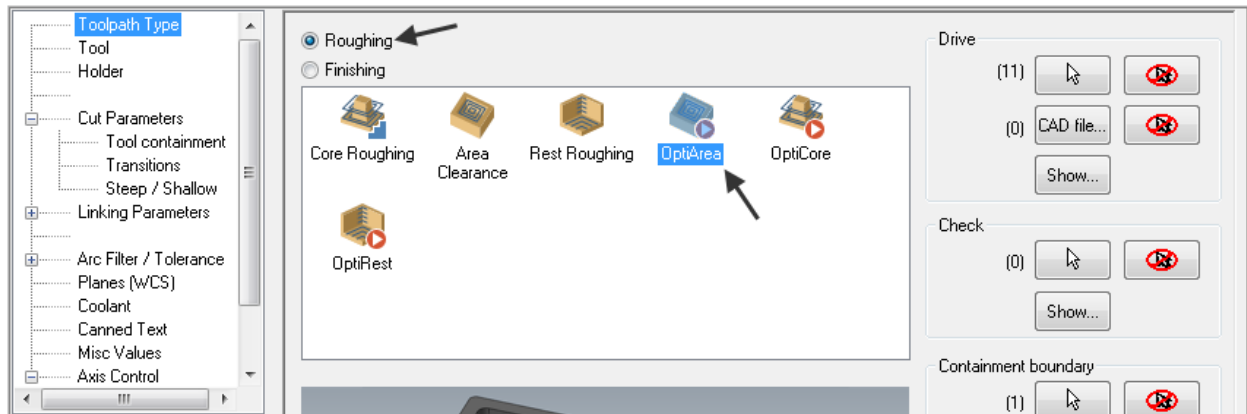 Toolpath Type
Tool
Holder
Cut Parameters
Tool containment
Transitions
Steep / Shallow
Linking Parameters
Arc Filter / Tolerance
Planes (WCS)
Coolant
Canned Text
Misc Values
Axis Control
Roughing
Finishing
Core Roughing
Area
Clearance
Rest Roughing
OptiArea
OptiCore
OptiRest
Drive
(11)
(0) CAD file...
Show...
Check
(0)
Show...
Containment boundary
(1)